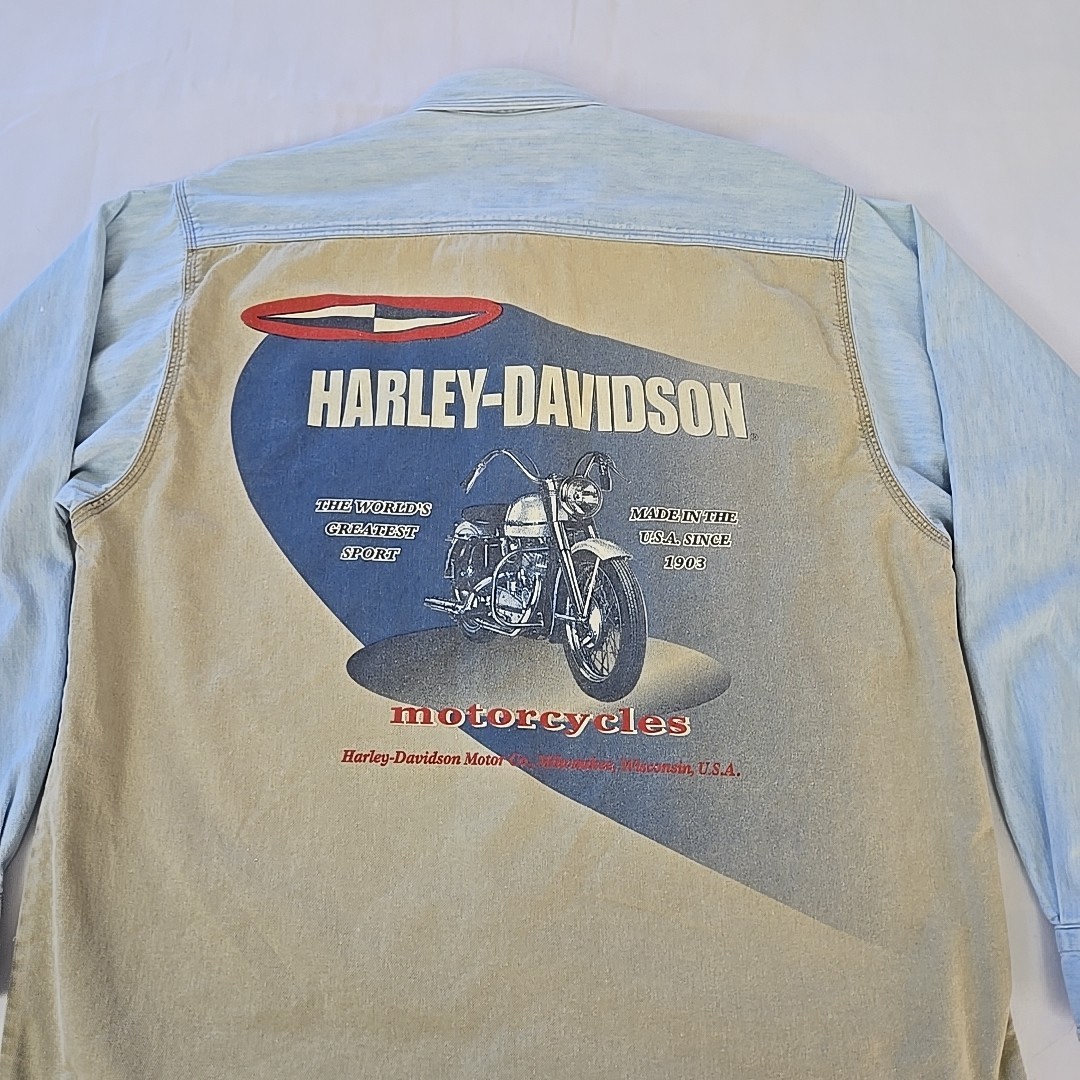 HARLEY-DAVIDSON
THE WORLD'S
GREATEST
SPORT
MADE IN THE
U.S.A. SINCE
1903
motorcycles
Harley-Davidson Motor Co., Milwaukee, Wisconsin, U.S.A.